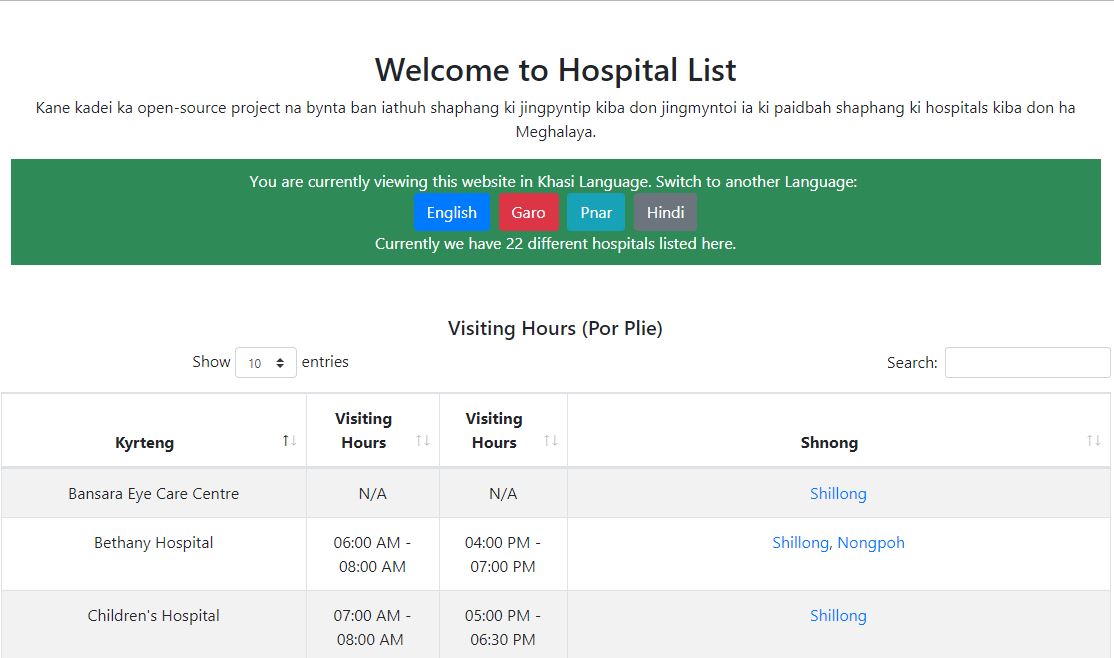 Welcome to Hospital List
Kane kadei ka open-source project na bynta ban iathuh shaphang ki jingpyntip kiba don jingmyntoi ia ki paidbah shaphang ki hospitals kiba don ha
Meghalaya.
You are currently viewing this website in Khasi Language. Switch to another Language:
English Garo Pnar Hindi
Currently we have 22 different hospitals listed here.
Visiting Hours (Por Plie)
Show 10 entries Search:
Kyrteng Visiting Hours Visiting Hours Shnong
Bansara Eye Care Centre N/A N/A Shillong
Bethany Hospital 06:00 AM - 08:00 AM 04:00 PM - 07:00 PM Shillong, Nongpoh
Children's Hospital 07:00 AM - 08:00 AM 05:00 PM - 06:30 PM Shillong